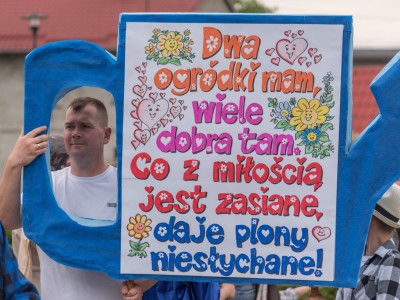 Dwa
ogródki mam,
wiele
dobra tam.
Co z miłością
jest zasiane,
daje plony
niesłychane!